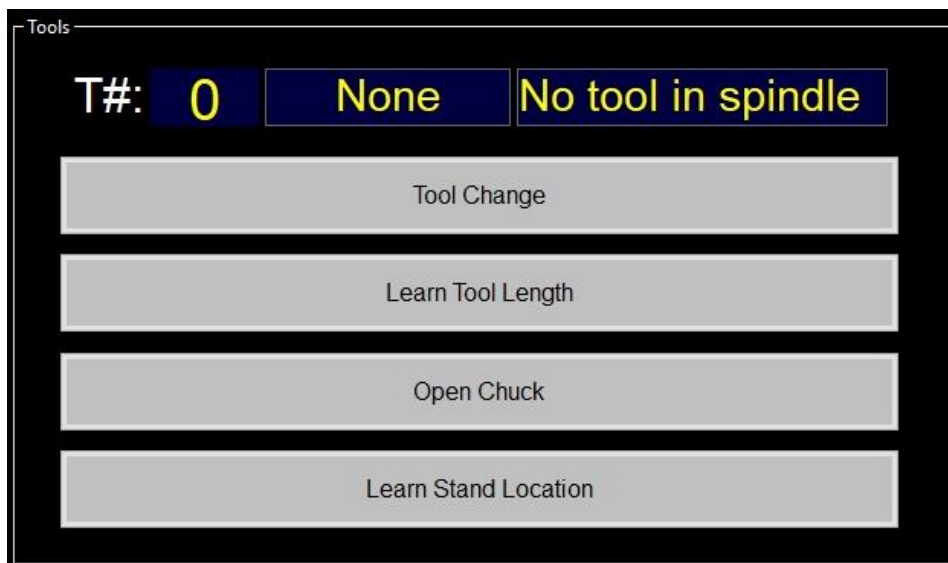 Tools
T#: 0 None No tool in spindle
Tool Change
Learn Tool Length
Open Chuck
Learn Stand Location